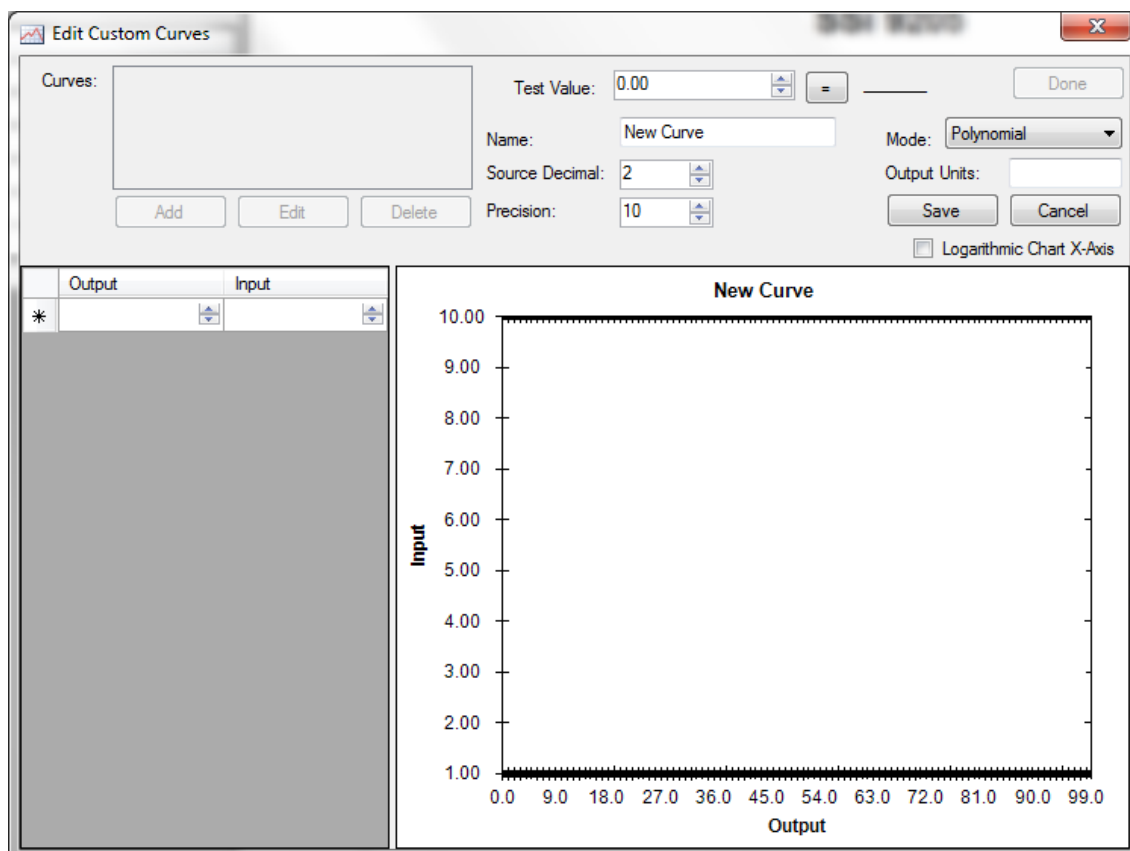 Edit Custom Curves
SSI 9205
Curves:
Test Value: 0.00 = Done
Name: New Curve Mode: Polynomial
Source Decimal: 2 Output Units:
Add Edit Delete Precision: 10 Save Cancel
Logarithmic Chart X-Axis
Output Input
New Curve
10.00
9.00
8.00
7.00
6.00
5.00
4.00
3.00
2.00
1.00
Input
0.0 9.0 18.0 27.0 36.0 45.0 54.0 63.0 72.0 81.0 90.0 99.0
Output